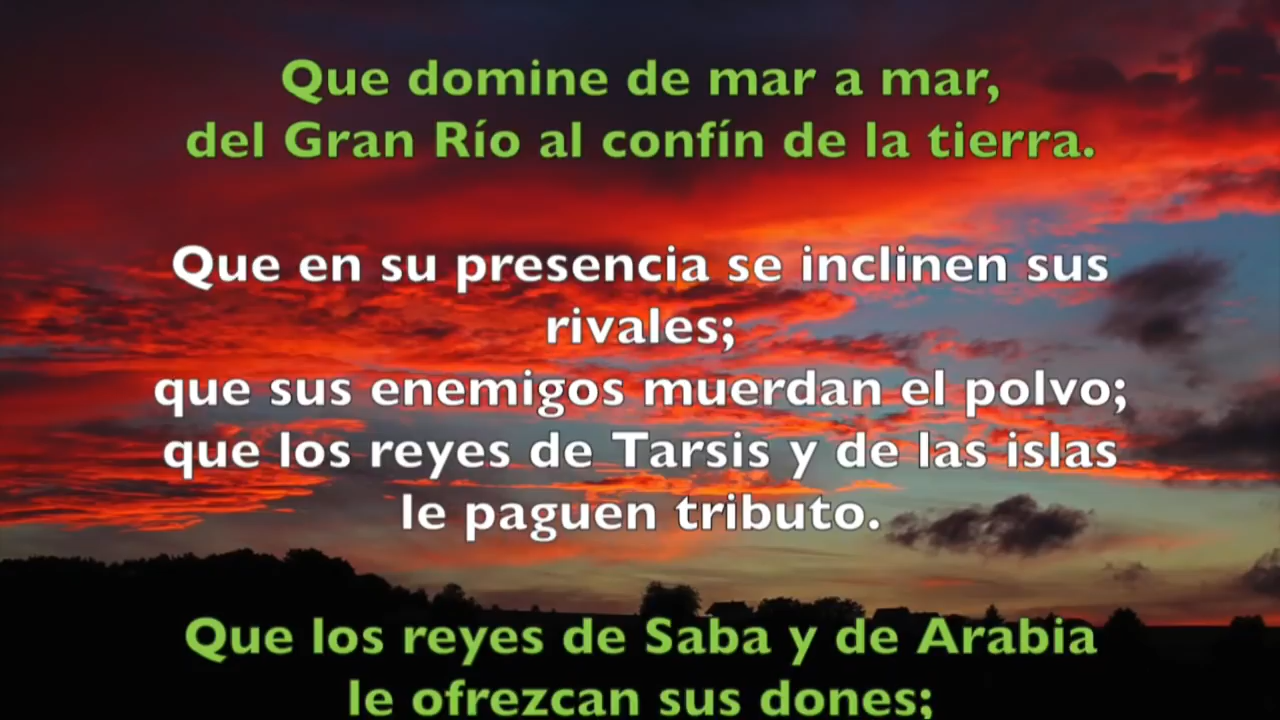 Que domine de mar a mar,
del Gran Río al confín de la tierra.
Que en su presencia se inclinen sus
rivales;
que sus enemigos muerdan el polvo;
que los reyes de Tarsis y de las islas
le paguen tributo.
Que los reyes de Saba y de Arabia
le ofrezcan sus dones;